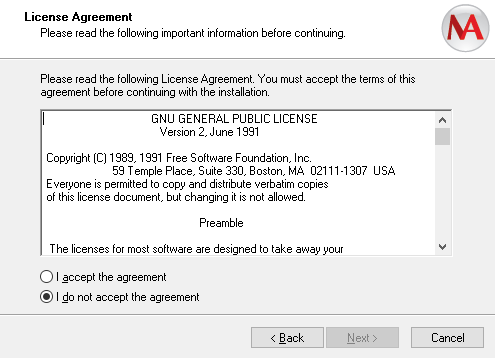 License Agreement
Please read the following important information before continuing.
MA
Please read the following License Agreement. You must accept the terms of this
agreement before continuing with the installation.
GNU GENERAL PUBLIC LICENSE
Version 2, June 1991
Copyright (C) 1989, 1991 Free Software Foundation, Inc.
59 Temple Place, Suite 330, Boston, MA  02111-1307  USA
Everyone is permitted to copy and distribute verbatim copies
of this license document, but changing it is not allowed.
Preamble
The licenses for most software are designed to take away your
I accept the agreement
I do not accept the agreement
< Back
Next >
Cancel